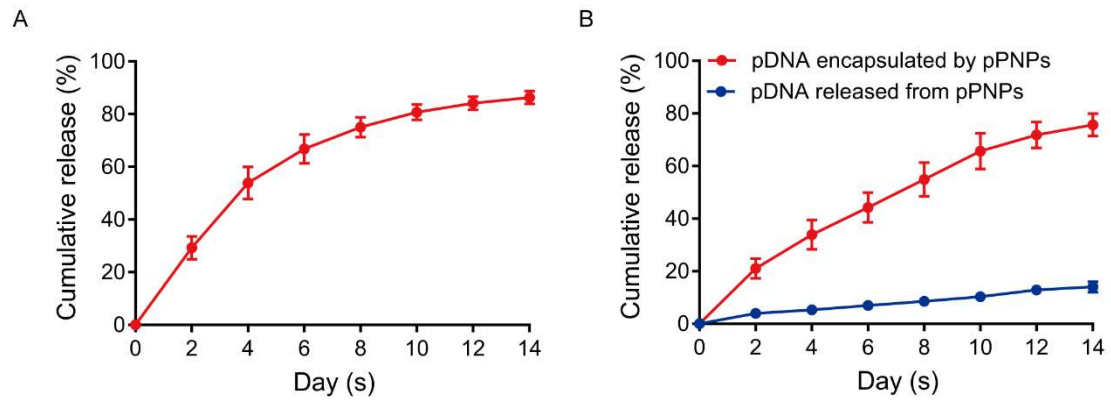 A
Cumulative release (%)
100
80
60
40
20
0
0 2 4 6 8 10 12 14
Day (s)
B
Cumulative release (%)
100
80
60
40
20
0
pDNA encapsulated by pPNPs
pDNA released from pPNPs
0 2 4 6 8 10 12 14
Day (s)